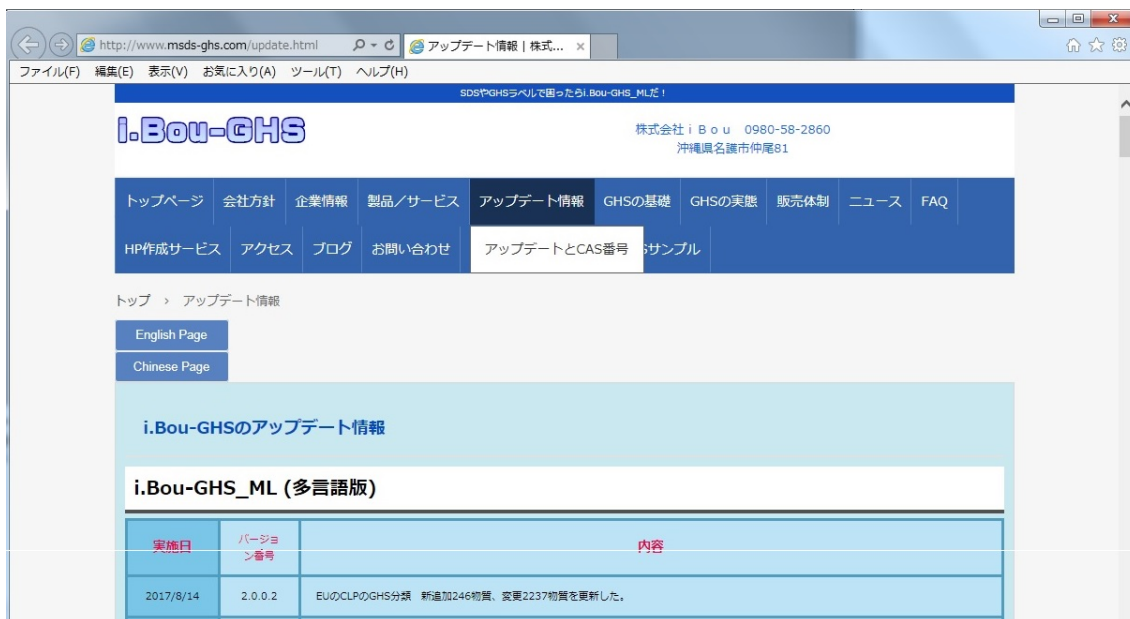 http://www.msds-ghs.com/update.html
アップデート情報 | 株式...
ファイル(F) 編集(E) 表示(V) お気に入り(A) ツール(T) ヘルプ(H)
SDSやGHSラベルで困ったらi.Bou-GHS_MLだ！
i.Bou-GHS
株式会社ｉＢｏｕ 0980-58-2860
沖縄県名護市仲尾81
トップページ 会社方針 企業情報 製品／サービス アップデート情報 GHSの基礎 GHSの実態 販売体制 ニュース FAQ
HP作成サービス アクセス ブログ お問い合わせ アップデートとCAS番号 Sサンプル
トップ › アップデート情報
English Page
Chinese Page
i.Bou-GHSのアップデート情報
i.Bou-GHS_ML (多言語版)
実施日 バージョン番号 内容
2017/8/14 2.0.0.2 EUのCLPのGHS分類 新追加246物質、変更2237物質を更新した。